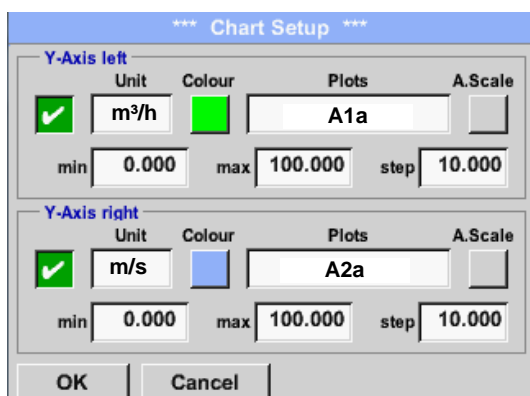 *** Chart Setup ***
Y-Axis left
Unit Colour Plots A.Scale
m³/h A1a
min 0.000 max 100.000 step 10.000
Y-Axis right
Unit Colour Plots A.Scale
m/s A2a
min 0.000 max 100.000 step 10.000
OK Cancel